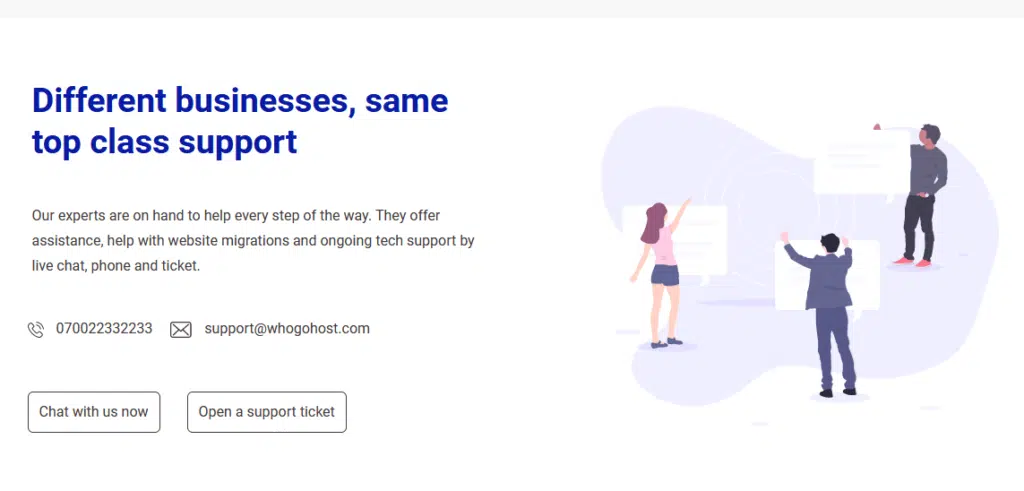 Different businesses, same
top class support
Our experts are on hand to help every step of the way. They offer
assistance, help with website migrations and ongoing tech support by
live chat, phone and ticket.
070022332233 support@whogohost.com
Chat with us now Open a support ticket